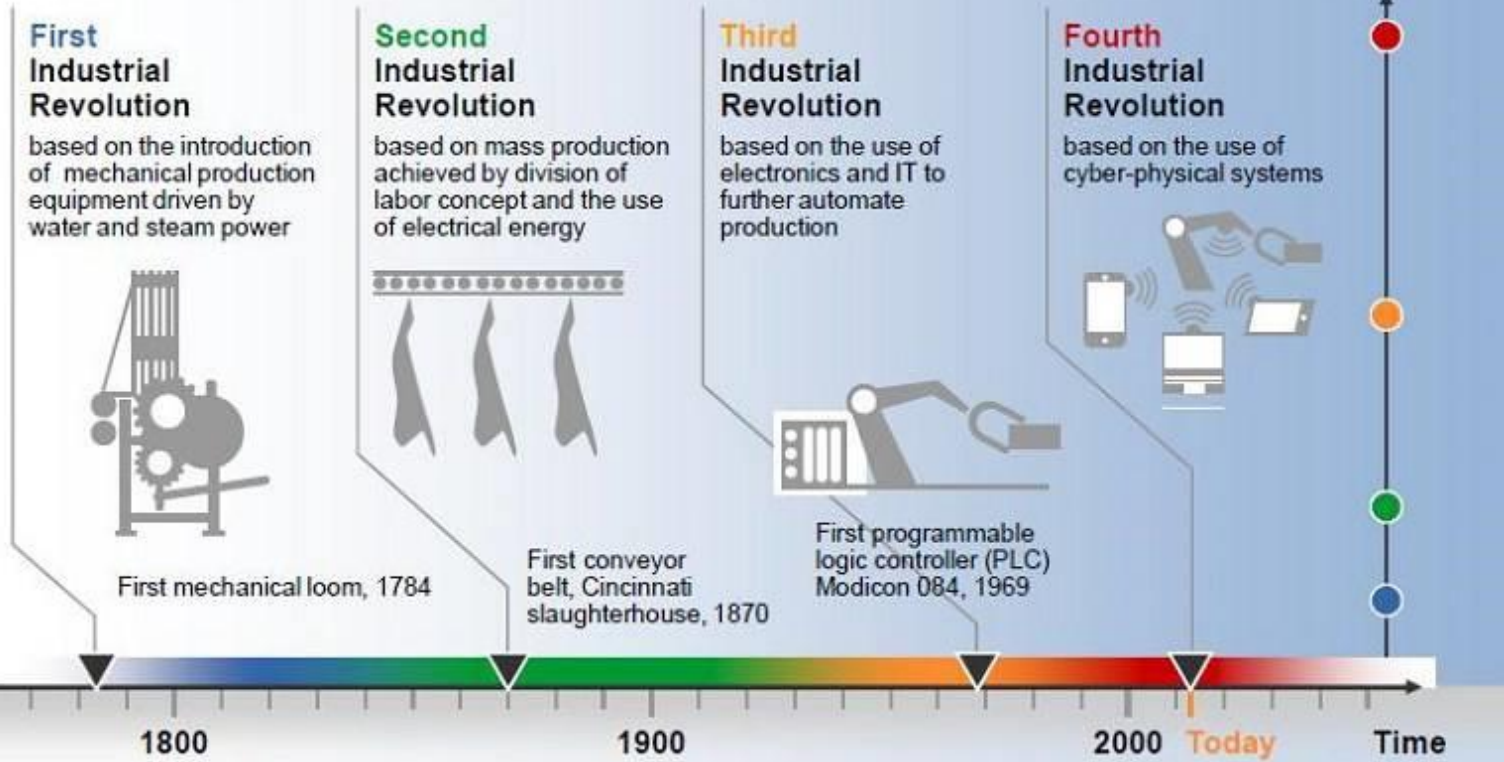 First
Industrial
Revolution
based on the introduction
of mechanical production
equipment driven by
water and steam power
First mechanical loom, 1784
Second
Industrial
Revolution
based on mass production
achieved by division of
labor concept and the use
of electrical energy
First conveyor
belt, Cincinnati
slaughterhouse, 1870
Third
Industrial
Revolution
based on the use of
electronics and IT to
further automate
production
First programmable
logic controller (PLC)
Modicon 084, 1969
Fourth
Industrial
Revolution
based on the use of
cyber-physical systems
1800
1900
2000
Today
Time